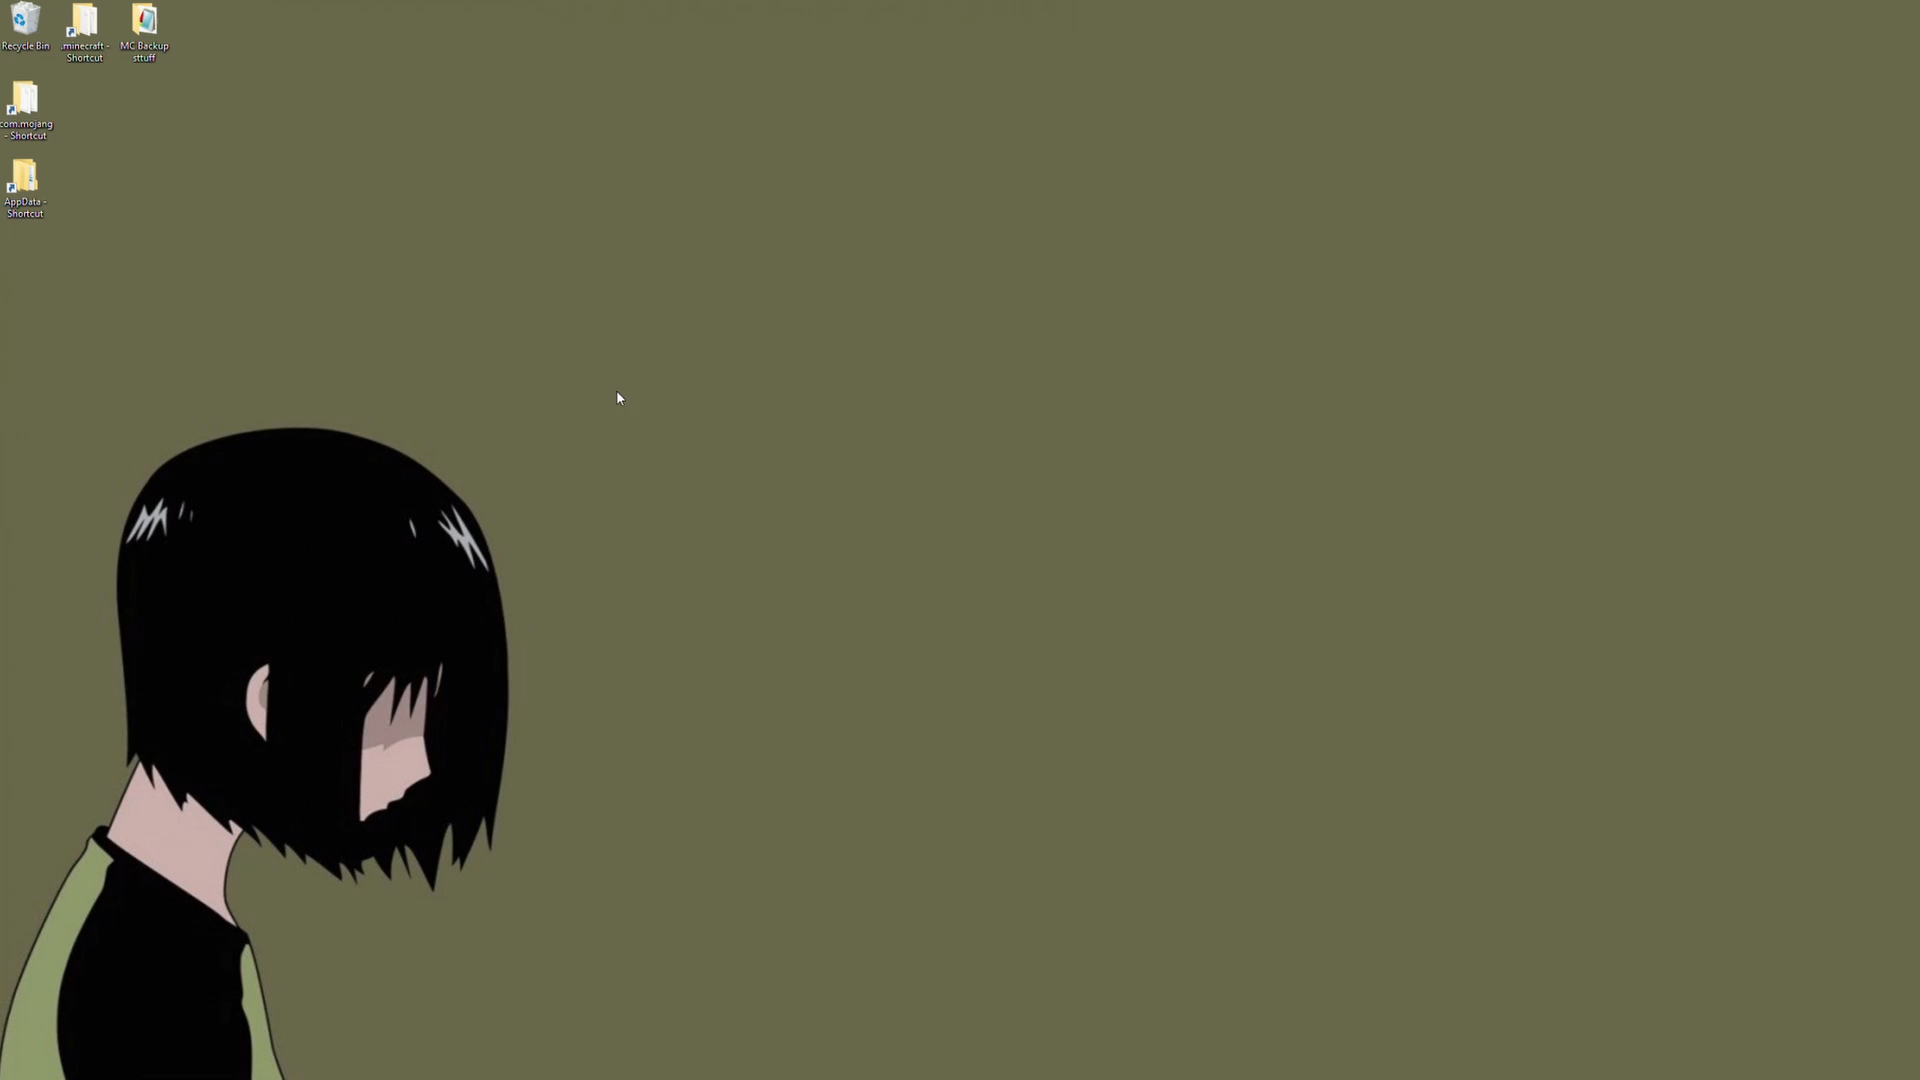 Recycle Bin
.minecraft -
Shortcut
MC Backup
sttuff
com.mojang
- Shortcut
AppData -
Shortcut